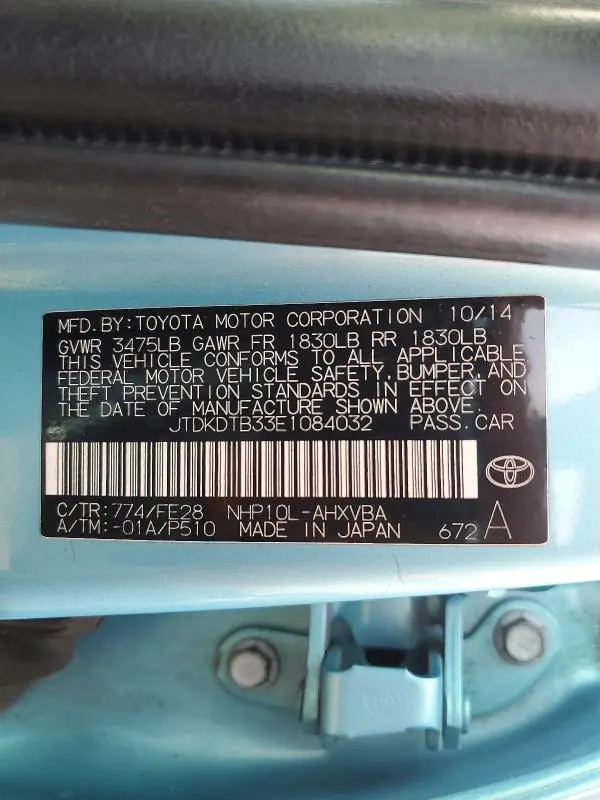 MFD. BY: TOYOTA MOTOR CORPORATION 10/14
GVWR 3475LB GAWR FR 1830LB RR 1830LB
THIS VEHICLE CONFORMS TO ALL APPLICABLE
FEDERAL MOTOR VEHICLE SAFETY, BUMPER, AND
THEFT PREVENTION STANDARDS IN EFFECT ON
THE DATE OF MANUFACTURE SHOWN ABOVE.
JTDKDTB33E1084032 PASS. CAR
C/TR: 774/FE28 NHP10L-AHXVBA
A/TM: -01A/P510 MADE IN JAPAN 672 A